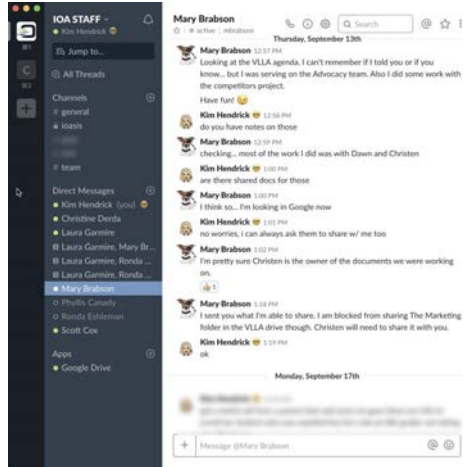 IOA STAFF
Kim Hendrick
⌘1
C
⌘2
Jump to...
All Threads
Channels
# general
ioasis
# team
Direct Messages
Kim Hendrick (you)
Christine Derda
Laura Garmire
Laura Garmire, Mary Br...
Laura Garmire, Ronda ...
Laura Garmire, Ronda ...
Mary Brabson
Phyllis Canady
Ronda Eshleman
Scott Cox
Apps
Google Drive
Mary Brabson
active | mbrabson
Search
Thursday, September 13th
Mary Brabson 12:57 PM
Looking at the VLLA agenda. I can't remember if I told you or if you
know... but I was serving on the Advocacy team. Also I did some work with
the competitors project.
Have fun!
Kim Hendrick 12:58 PM
do you have notes on those
Mary Brabson 12:59 PM
checking... most of the work I did was with Dawn and Christen
Kim Hendrick 1:00 PM
are there shared docs for those
Mary Brabson 1:00 PM
I think so... I'm looking in Google now
Kim Hendrick 1:01 PM
no worries, i can always ask them to share w/ me too
Mary Brabson 1:02 PM
I'm pretty sure Christen is the owner of the documents we were working
on.
1
Mary Brabson 1:18 PM
I sent you what I'm able to share. I am blocked from sharing The Marketing
folder in the VLLA drive though. Christen will need to share it with you.
Kim Hendrick 1:19 PM
ok
Monday, September 17th
Message @Mary Brabson